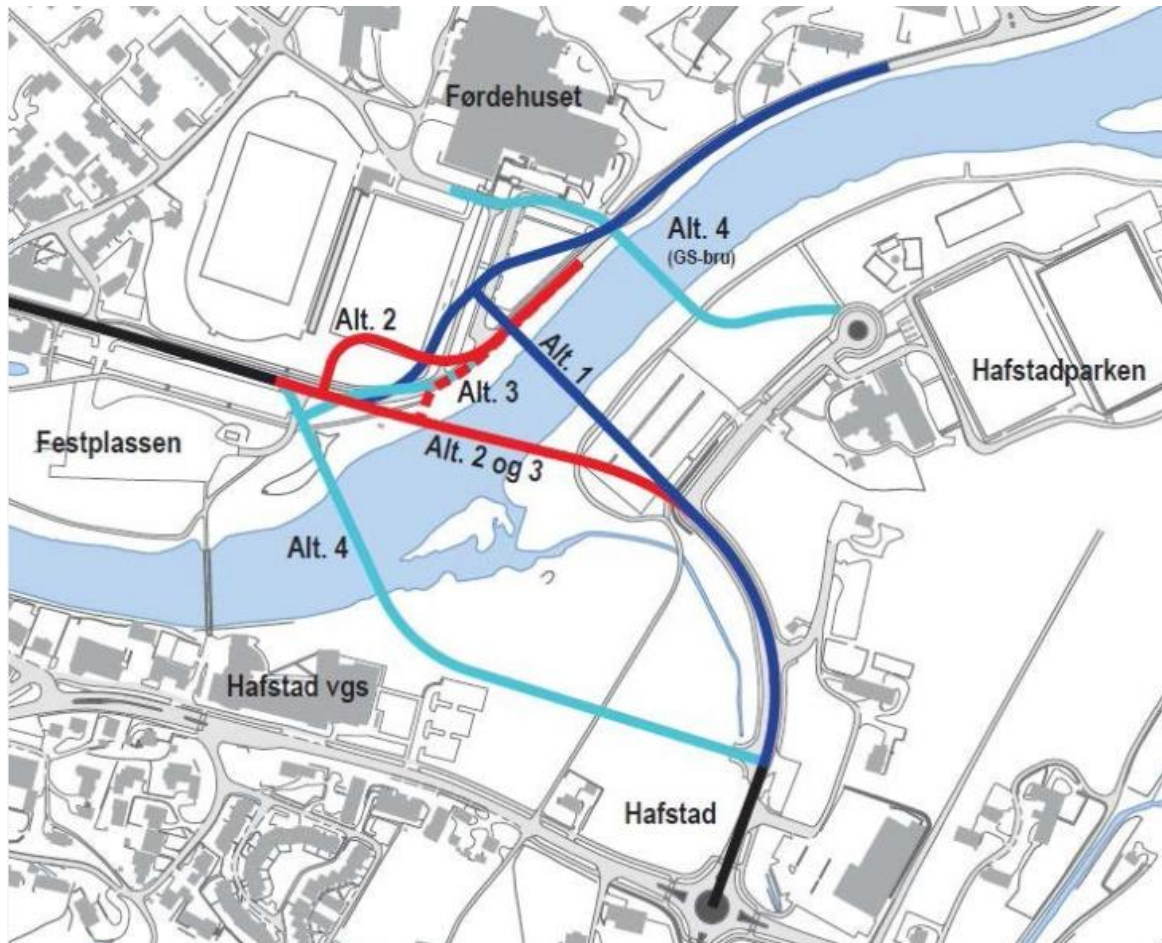 Førdehuset
Alt. 4
(GS-bru)
Alt. 2
Alt. 1
Hafstadparken
Alt. 3
Festplassen
Alt. 2 og 3
Alt. 4
Hafstad vgs
Hafstad